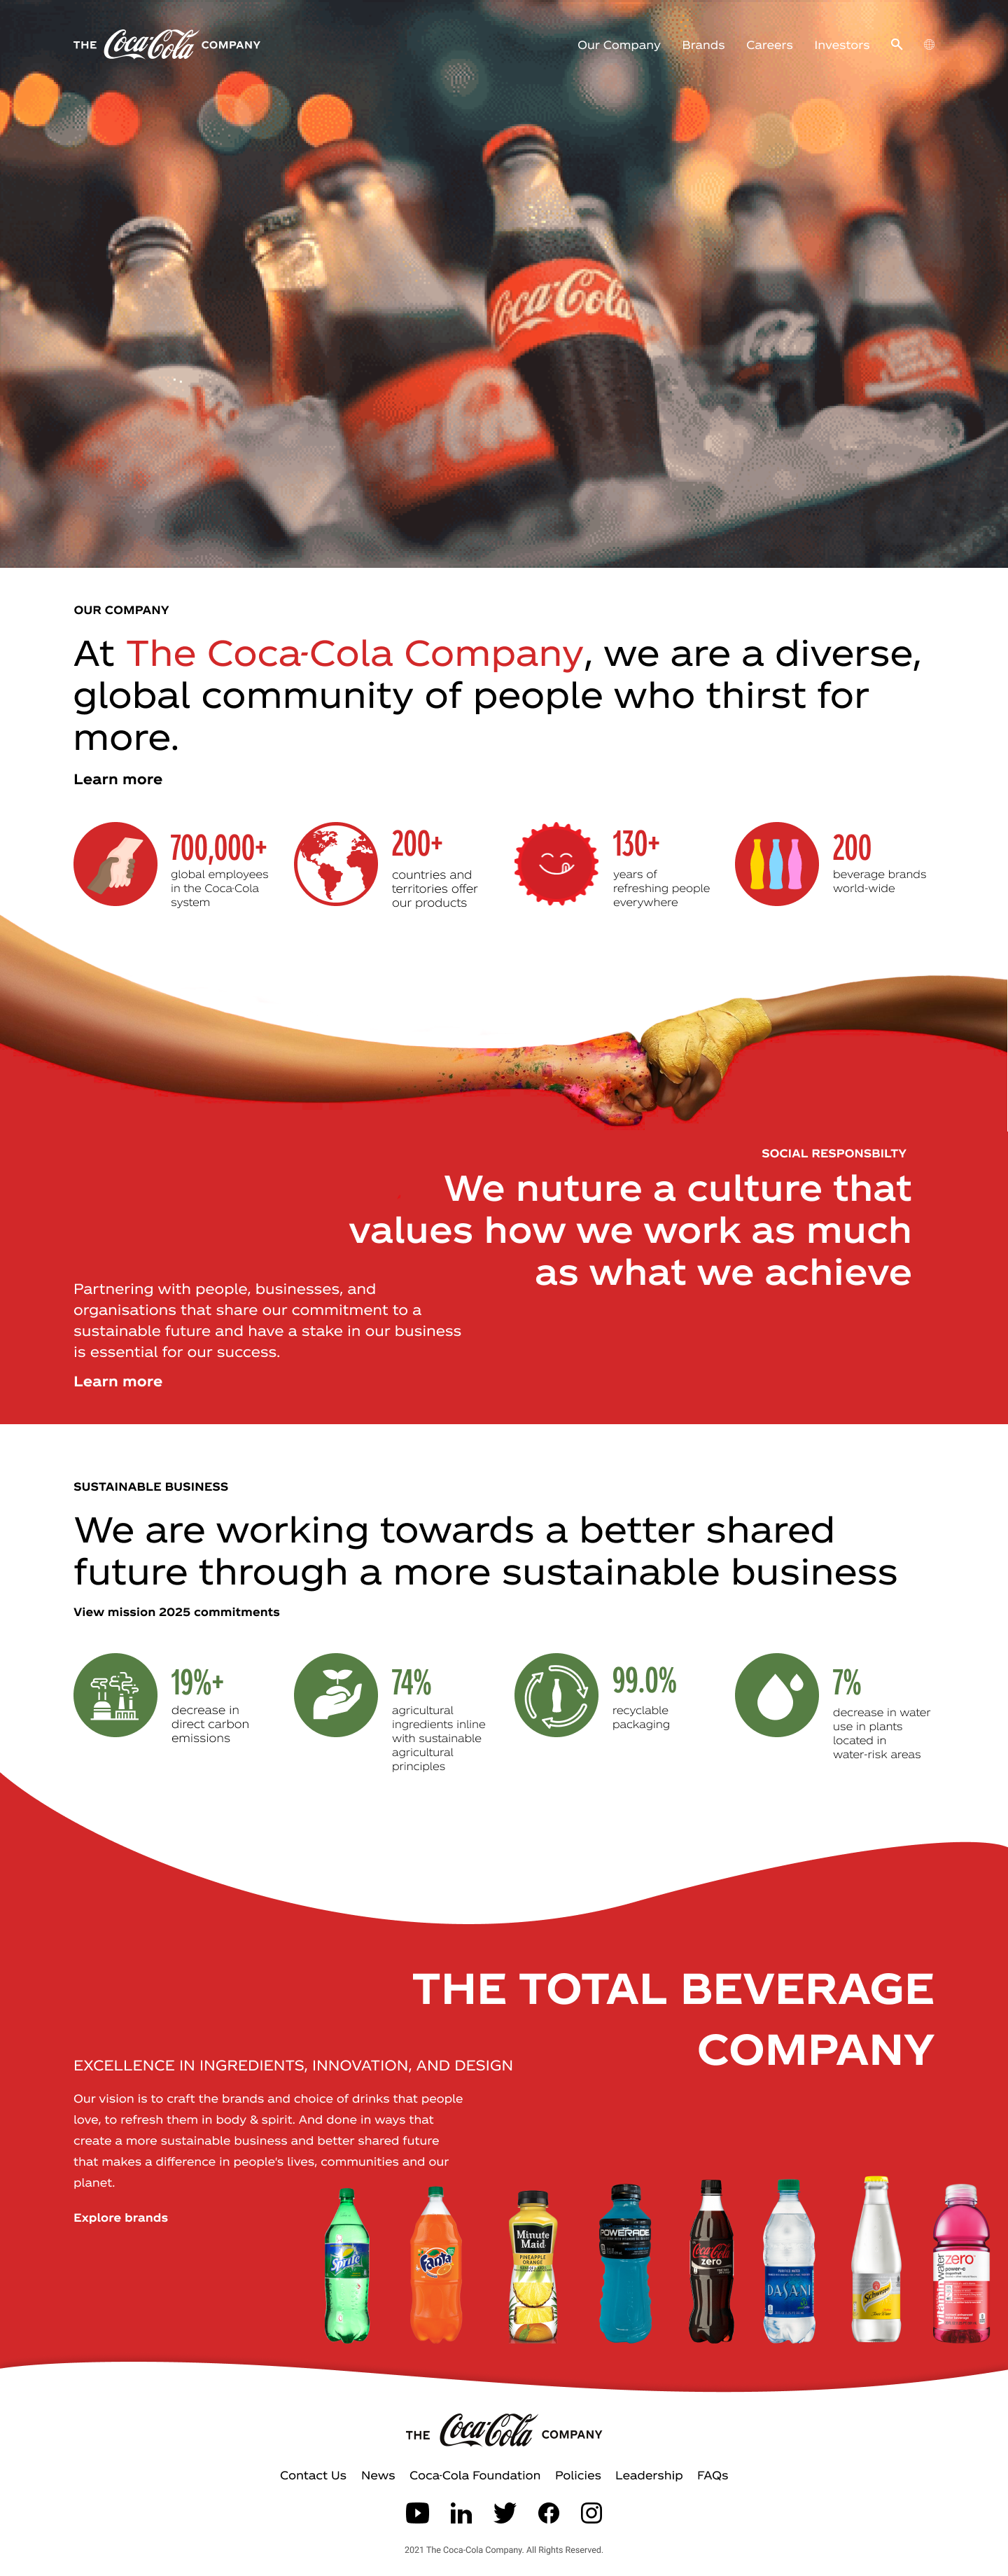 THE Coca-Cola COMPANY
Our Company Brands Careers Investors
Coca-Cola
Coca-Cola
OUR COMPANY
At The Coca-Cola Company, we are a diverse,
global community of people who thirst for
more.
Learn more
700,000+
global employees
in the Coca-Cola
system
200+
countries and
territories offer
our products
130+
years of
refreshing people
everywhere
200
beverage brands
world-wide
SOCIAL RESPONSBILTY
We nuture a culture that
values how we work as much
as what we achieve
Partnering with people, businesses, and
organisations that share our commitment to a
sustainable future and have a stake in our business
is essential for our success.
Learn more
SUSTAINABLE BUSINESS
We are working towards a better shared
future through a more sustainable business
View mission 2025 commitments
19%+
decrease in
direct carbon
emissions
74%
agricultural
ingredients inline
with sustainable
agricultural
principles
99.0%
recyclable
packaging
7%
decrease in water
use in plants
located in
water-risk areas
THE TOTAL BEVERAGE
COMPANY
EXCELLENCE IN INGREDIENTS, INNOVATION, AND DESIGN
Our vision is to craft the brands and choice of drinks that people
love, to refresh them in body & spirit. And done in ways that
create a more sustainable business and better shared future
that makes a difference in people's lives, communities and our
planet.
Explore brands
Sprite
Fanta
Minute
Maid
PINEAPPLE
ORANGE
POWERADE
Coca-Cola
zero
DASANI
Schweppes
vitaminwater
zero
power-c
THE Coca-Cola COMPANY
Contact Us News Coca-Cola Foundation Policies Leadership FAQs
2021 The Coca-Cola Company. All Rights Reserved.